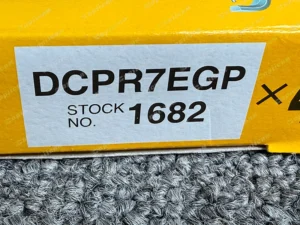 DCPR7EGP
STOCK NO. 1682
×